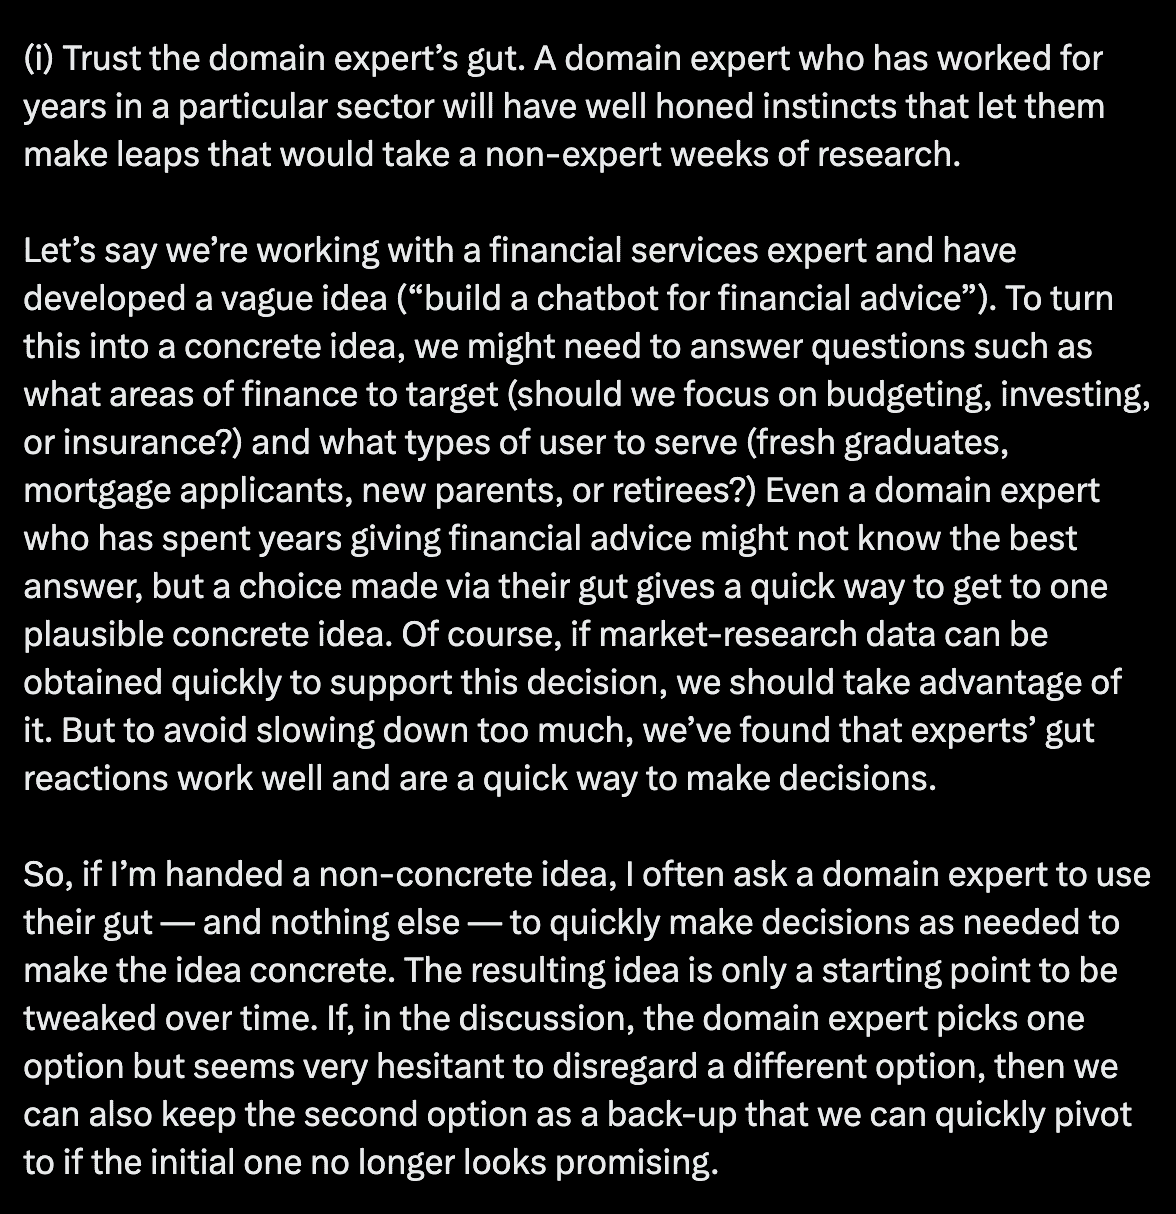 (i) Trust the domain expert’s gut. A domain expert who has worked for
years in a particular sector will have well honed instincts that let them
make leaps that would take a non-expert weeks of research.
Let’s say we’re working with a financial services expert and have
developed a vague idea (“build a chatbot for financial advice”). To turn
this into a concrete idea, we might need to answer questions such as
what areas of finance to target (should we focus on budgeting, investing,
or insurance?) and what types of user to serve (fresh graduates,
mortgage applicants, new parents, or retirees?) Even a domain expert
who has spent years giving financial advice might not know the best
answer, but a choice made via their gut gives a quick way to get to one
plausible concrete idea. Of course, if market-research data can be
obtained quickly to support this decision, we should take advantage of
it. But to avoid slowing down too much, we’ve found that experts’ gut
reactions work well and are a quick way to make decisions.
So, if I’m handed a non-concrete idea, I often ask a domain expert to use
their gut — and nothing else — to quickly make decisions as needed to
make the idea concrete. The resulting idea is only a starting point to be
tweaked over time. If, in the discussion, the domain expert picks one
option but seems very hesitant to disregard a different option, then we
can also keep the second option as a back-up that we can quickly pivot
to if the initial one no longer looks promising.